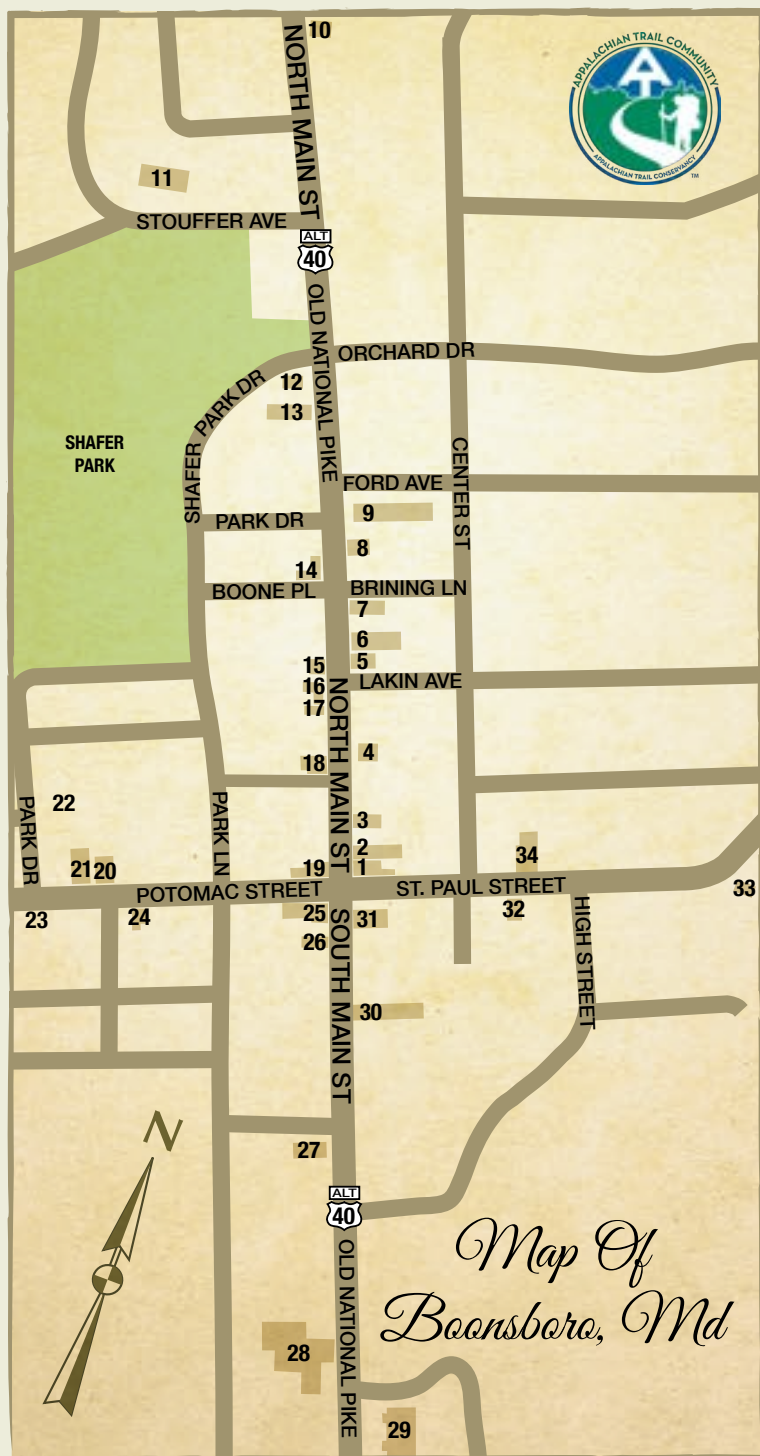 10
NORTH MAIN ST
APPALACHIAN TRAIL COMMUNITY
AT
APPALACHIAN TRAIL CONSERVANCY
TM
11
STOUFFER AVE
ALT
40
OLD NATIONAL PIKE
ORCHARD DR
12
SHAFER PARK DR
13
SHAFER
PARK
CENTER ST
FORD AVE
9
PARK DR
8
14
BOONE PL
BRINING LN
7
6
15
5
16
LAKIN AVE
17
NORTH MAIN ST
4
18
22
PARK DR
PARK LN
3
2
34
21
20
19
1
POTOMAC STREET
ST. PAUL STREET
33
23
24
25
31
32
HIGH STREET
26
SOUTH MAIN ST
30
N
27
ALT
40
OLD NATIONAL PIKE
Map Of
Boonsboro, Md
28
29